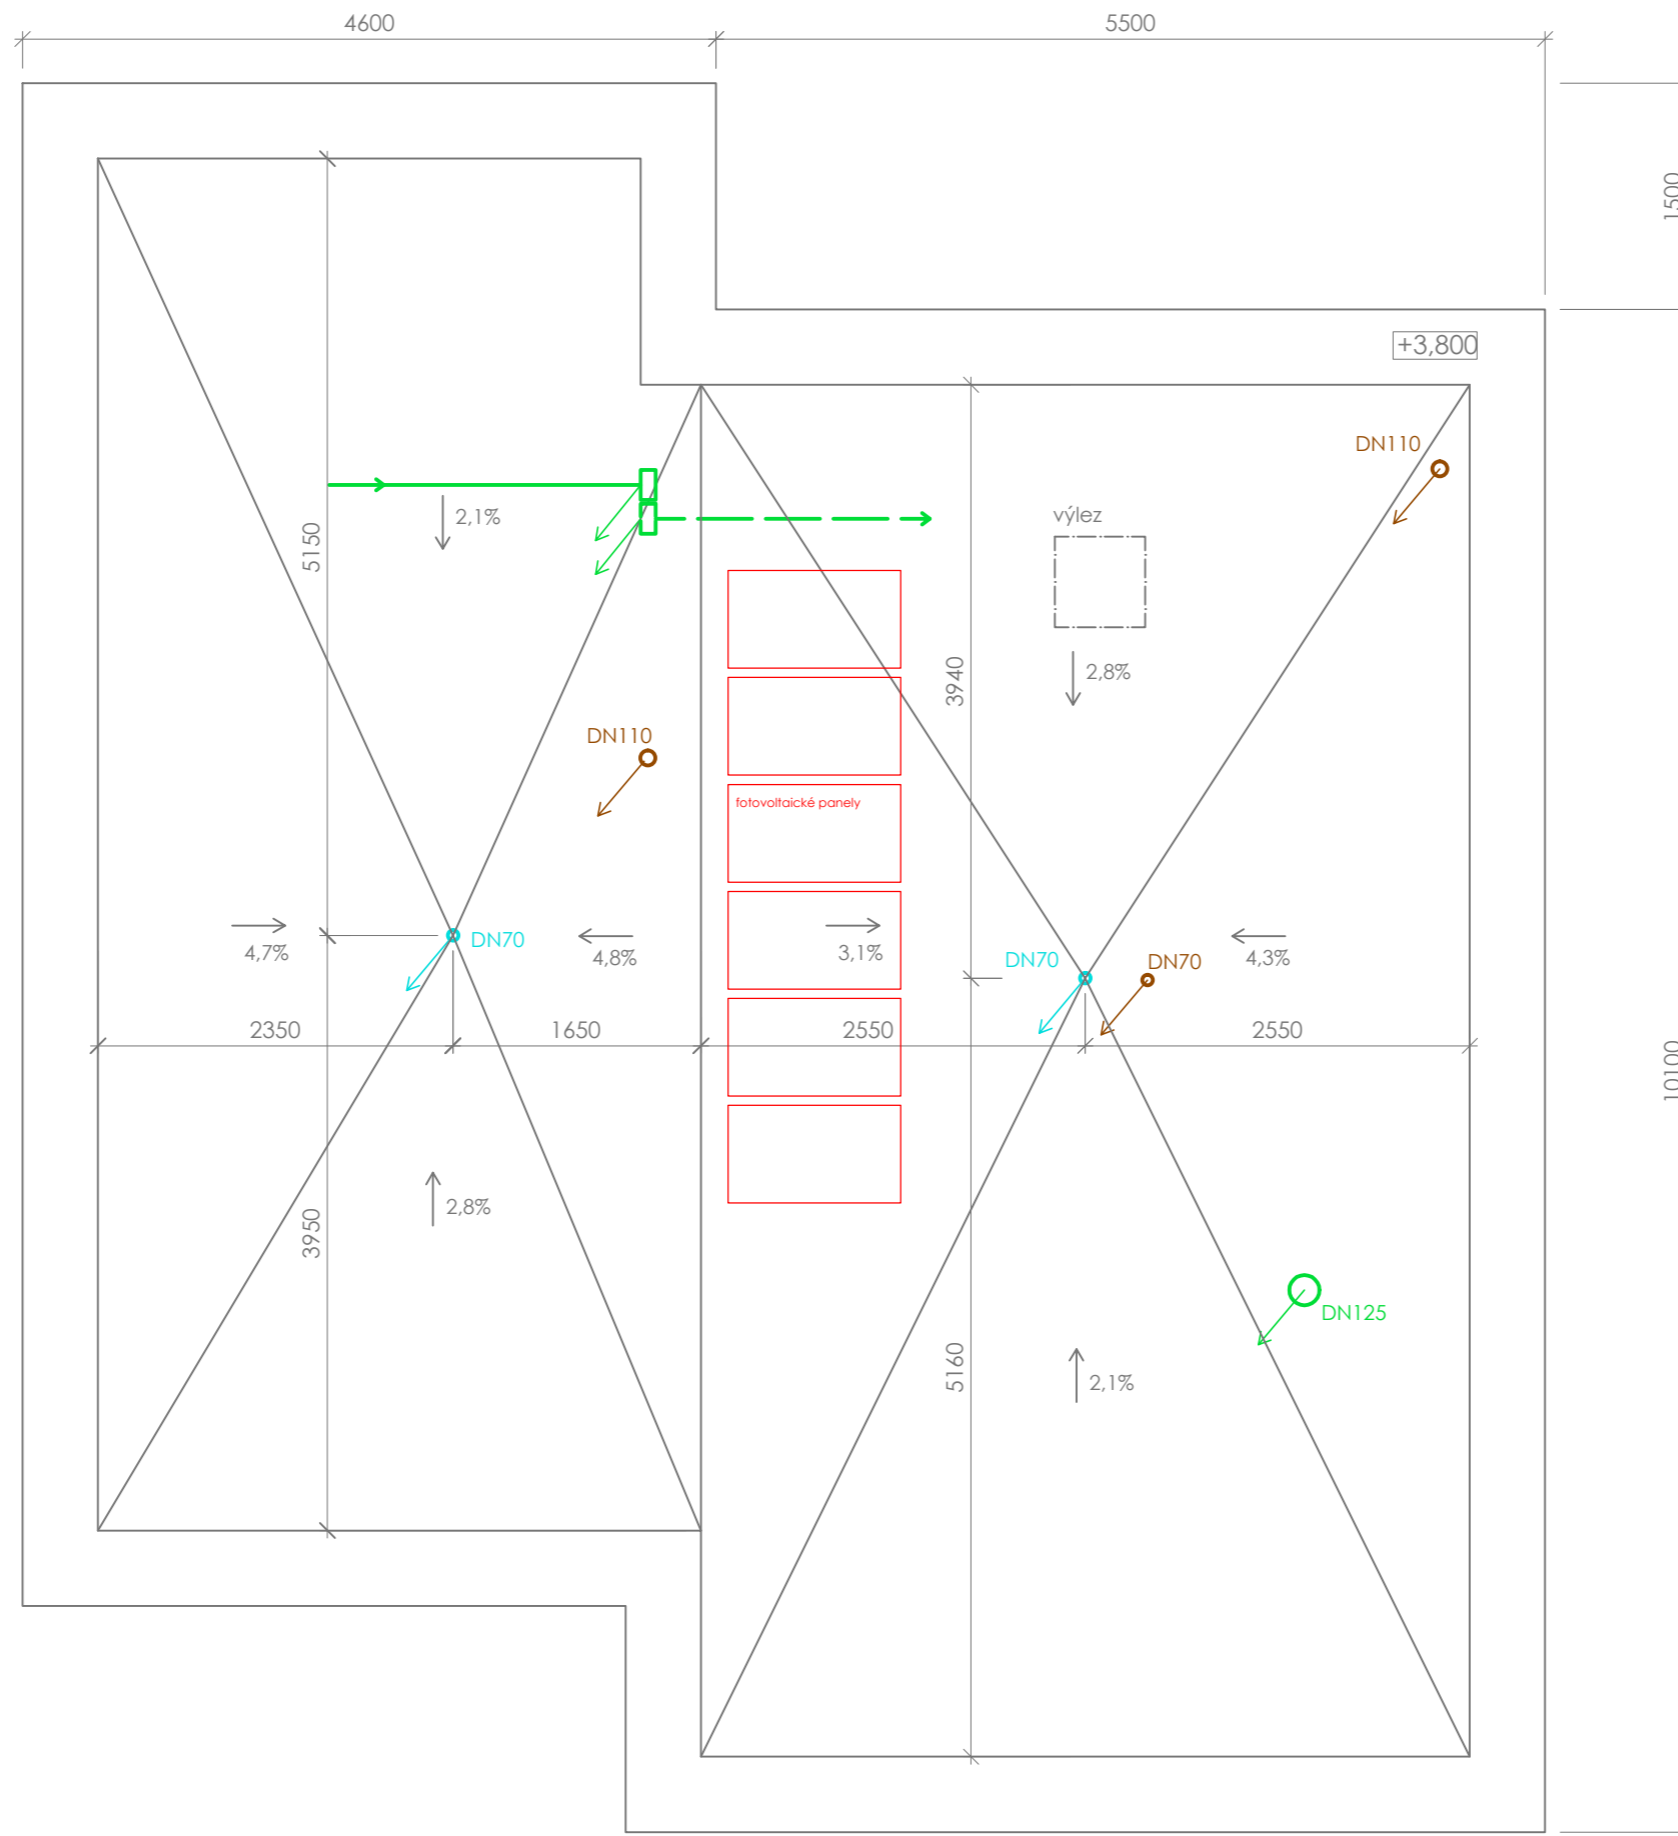 4600
5500
1500
+3,800
DN110
2,1%
výlez
5150
3940
2,8%
DN110
fotovoltaické panely
DN70
4,7%
4,8%
3,1%
DN70
DN70
4,3%
2350
1650
2550
2550
10100
2,8%
3950
DN125
5160
2,1%